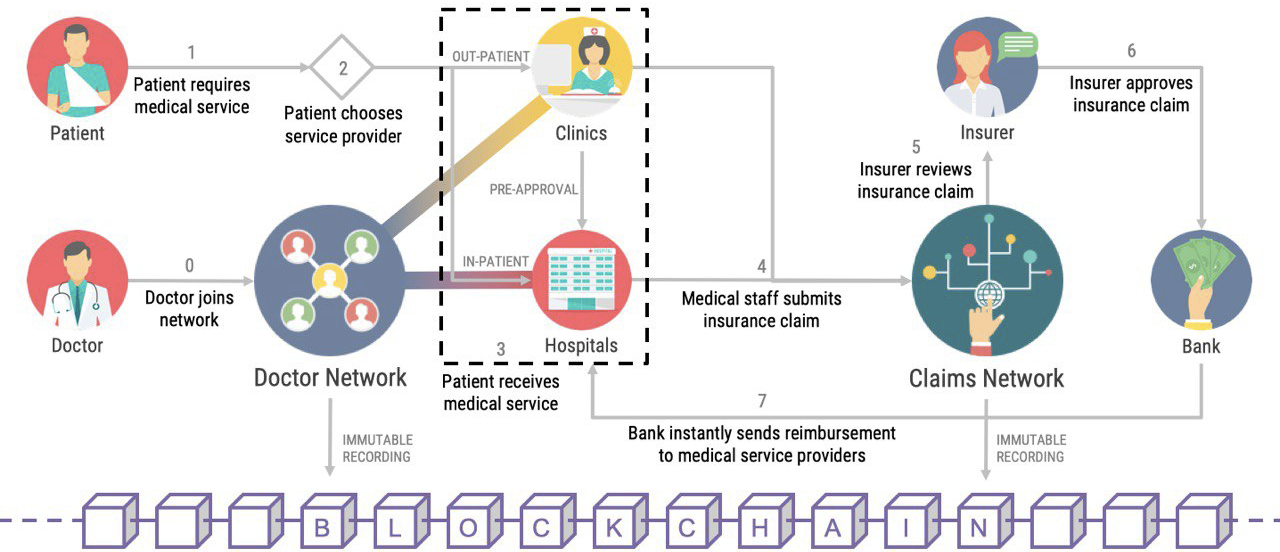 1
Patient requires
medical service
Patient
2
Patient chooses
service provider
OUT-PATIENT
Clinics
PRE-APPROVAL
IN-PATIENT
HOSPITAL
Hospitals
3
Patient receives
medical service
0
Doctor joins
network
Doctor
Doctor Network
4
Medical staff submits
insurance claim
5
Insurer reviews
insurance claim
Insurer
6
Insurer approves
insurance claim
$
Bank
Claims Network
7
Bank instantly sends reimbursement
to medical service providers
IMMUTABLE
RECORDING
IMMUTABLE
RECORDING
B L O C K C H A I N